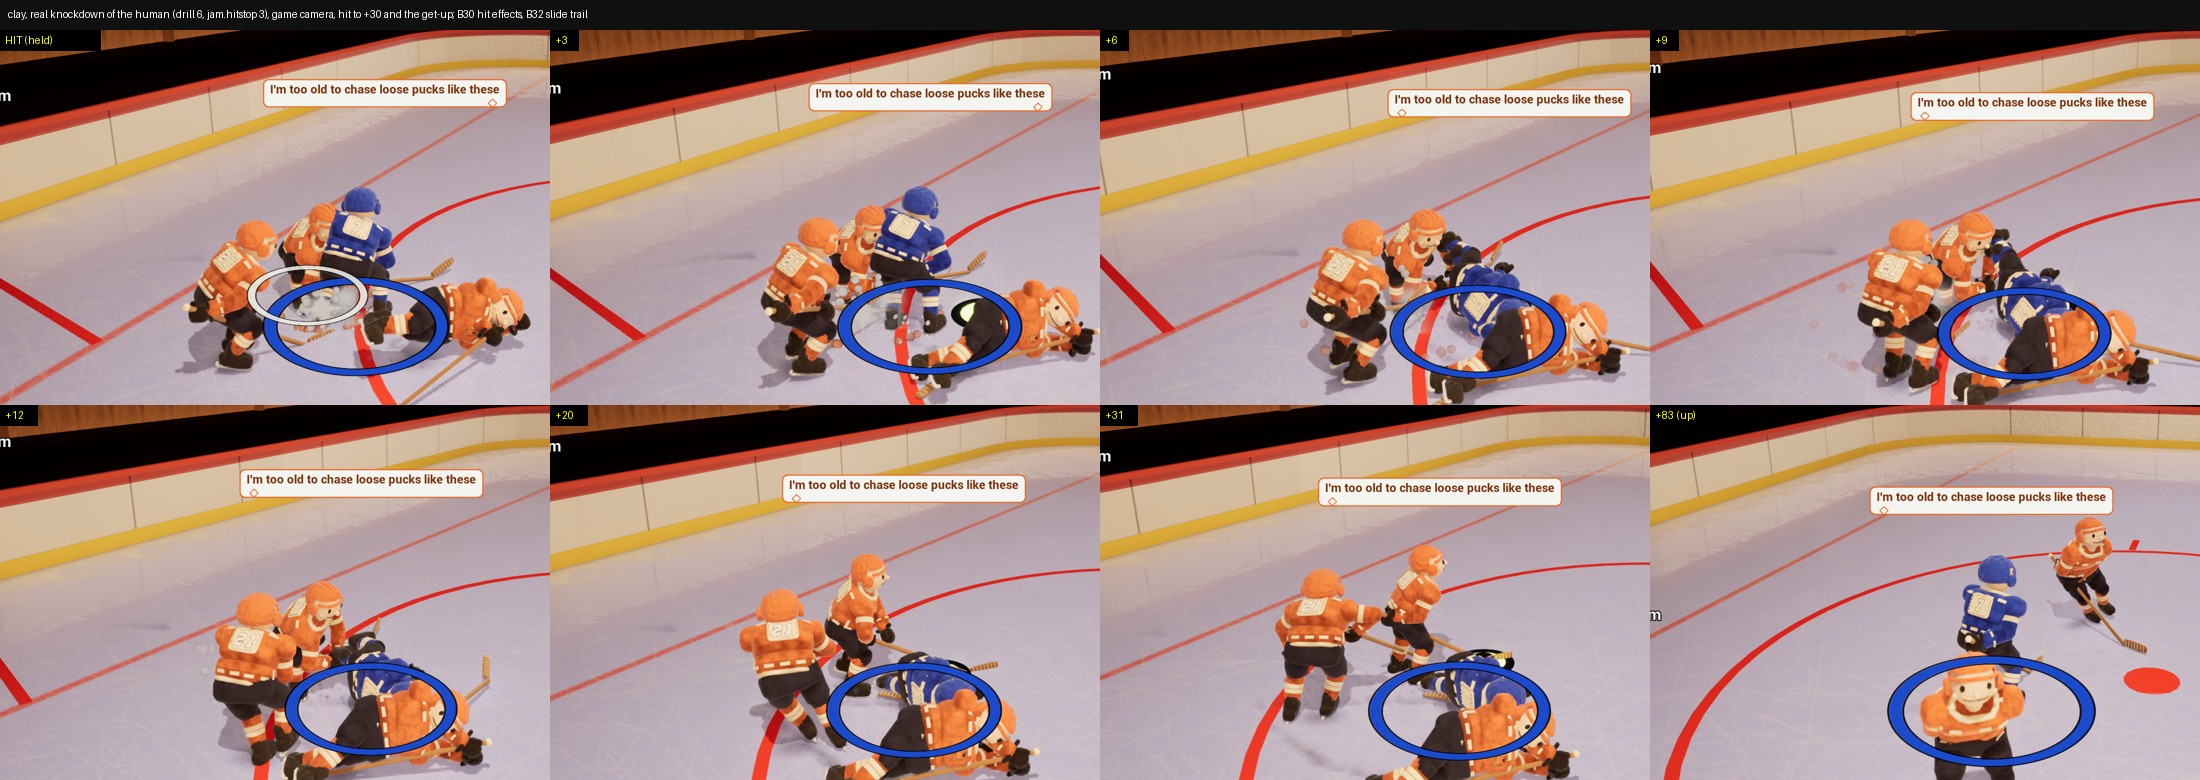 clay, real knockdown of the human (drill 6, jam.hitstop 3), game camera, hit to +30 and the get-up; B30 hit effects, B32 slide trail
HIT (held)
+3
+6
+9
m
I'm too old to chase loose pucks like these
m
I'm too old to chase loose pucks like these
m
I'm too old to chase loose pucks like these
m
I'm too old to chase loose pucks like these
7
7
+12
+20
+31
+83 (up)
m
I'm too old to chase loose pucks like these
m
I'm too old to chase loose pucks like these
m
I'm too old to chase loose pucks like these
I'm too old to chase loose pucks like these
m
21
21
7